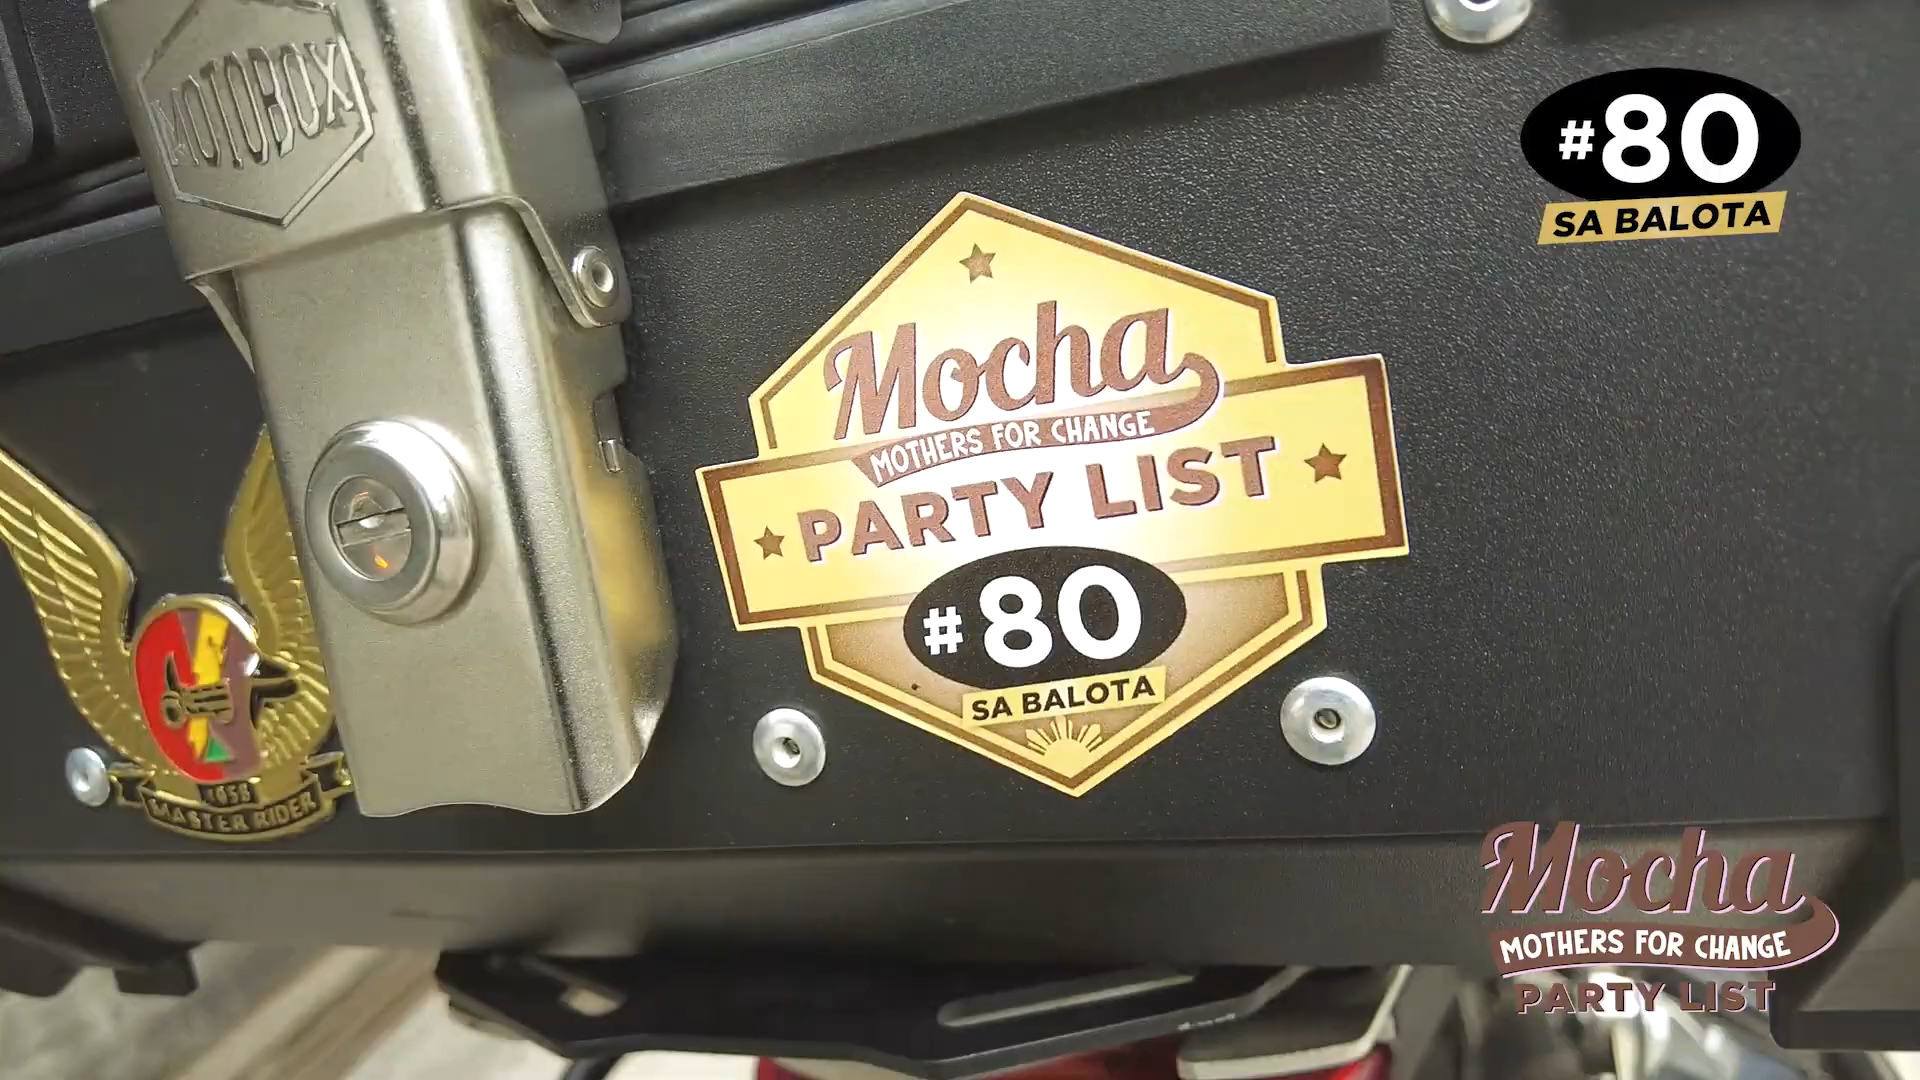 MOTOBOX
#80
SA BALOTA
Mocha
MOTHERS FOR CHANGE
PARTY LIST
#80
SA BALOTA
1058
MASTER RIDER
Mocha
MOTHERS FOR CHANGE
PARTY LIST